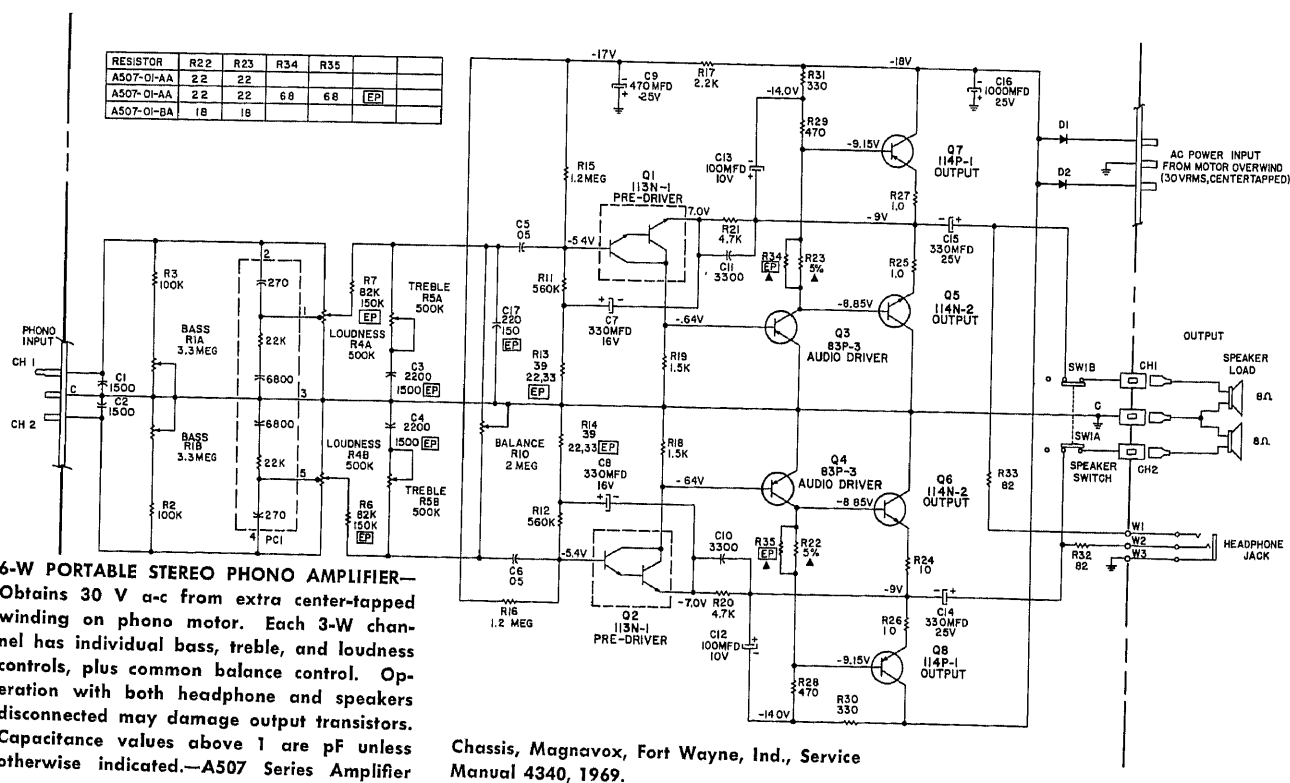 RESISTOR R22 R23 R34 R35
A507-01-AA 22 22
A507-01-AA 22 22 68 68 EP
A507-01-BA 18 18
-17V
C9
470MFD
25V
R17
2.2K
R31
330
-18V
C16
1000MFD
25V
-14.0V
R29
470
D1
D2
AC POWER INPUT
FROM MOTOR OVERWIND
(30VRMS, CENTERTAPPED)
-9.15V
Q7
114P-1
OUTPUT
C13
100MFD
10V
R15
1.2MEG
Q1
113N-1
PRE-DRIVER
R27
1.0
7.0V
R21
4.7K
-9V
C15
330MFD
25V
C5
05
-5.4V
C11
3300
R34
EP
R23
5%
R25
1.0
2
R3
100K
270
R7
82K
150K
EP
TREBLE
R5A
500K
R11
560K
C17
220
150
EP
C7
330MFD
16V
-.64V
-8.85V
Q5
114N-2
OUTPUT
Q3
83P-3
AUDIO DRIVER
1
LOUDNESS
R4A
500K
BASS
R1A
3.3MEG
22K
R13
39
22,33
EP
R19
1.5K
PHONO
INPUT
CH 1
C
CH 2
C1
1500
C2
1500
6800
3
6800
C3
2200
1500 EP
C4
2200
1500 EP
OUTPUT
SPEAKER
LOAD
SW1B
CH1
8Ω
G
8Ω
SW1A
SPEAKER
SWITCH
CH2
BASS
R1B
3.3MEG
22K
5
LOUDNESS
R4B
500K
BALANCE
R10
2 MEG
R14
39
22,33 EP
C8
330MFD
16V
R18
1.5K
-.64V
Q4
83P-3
AUDIO DRIVER
Q6
114N-2
OUTPUT
-8.85V
R33
82
R2
100K
270
4
PC1
R6
82K
150K
EP
TREBLE
R5B
500K
R12
560K
C10
3300
R35
EP
R22
5%
R24
10
W1
W2
W3
R32
82
HEADPHONE
JACK
C6
05
-5.4V
R16
1.2 MEG
Q2
113N-1
PRE-DRIVER
-7.0V
R20
4.7K
-9V
C14
330MFD
25V
R26
10
C12
100MFD
10V
-9.15V
Q8
114P-1
OUTPUT
R28
470
-14.0V
R30
330
6-W PORTABLE STEREO PHONO AMPLIFIER—
Obtains 30 V a-c from extra center-tapped
winding on phono motor. Each 3-W chan-
nel has individual bass, treble, and loudness
controls, plus common balance control. Op-
eration with both headphone and speakers
disconnected may damage output transistors.
Capacitance values above 1 are pF unless
otherwise indicated.—A507 Series Amplifier
Chassis, Magnavox, Fort Wayne, Ind., Service
Manual 4340, 1969.